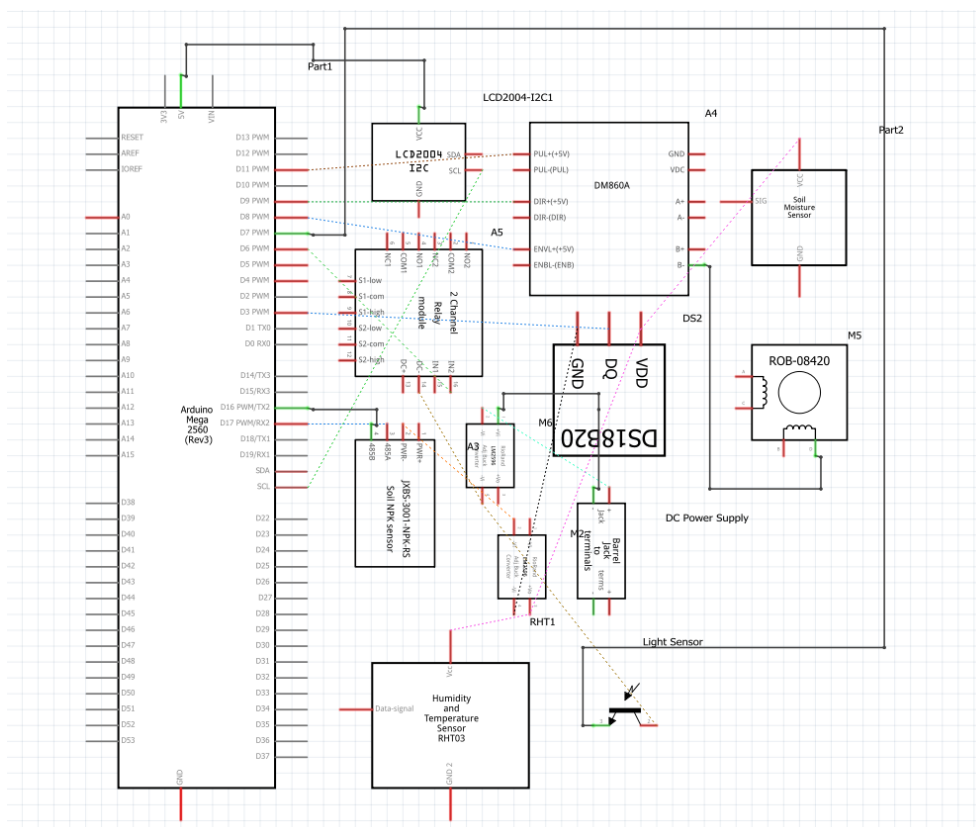 Part1
LCD2004-I2C1
A4
Part2
3V3
5V
VIN
RESET
AREF
IOREF
A0
A1
A2
A3
A4
A5
A6
A7
A8
A9
A10
A11
A12
A13
A14
A15
D38
D39
D40
D41
D42
D43
D44
D45
D46
D47
D48
D49
D50
D51
D52
D53
GND
Arduino
Mega
2560
(Rev3)
D13 PWM
D12 PWM
D11 PWM
D10 PWM
D9 PWM
D8 PWM
D7 PWM
D6 PWM
D5 PWM
D4 PWM
D2 PWM
D3 PWM
D1 TX0
D0 RX0
D14/TX3
D15/RX3
D16 PWM/TX2
D17 PWM/RX2
D18/TX1
D19/RX1
SDA
SCL
D22
D23
D24
D25
D26
D27
D28
D29
D30
D31
D32
D33
D34
D35
D36
D37
VCC
LCD2004
I2C
SDA
SCL
GND
PUL+(+5V)
PUL-(PUL)
DIR+(+5V)
DIR-(DIR)
ENVL+(+5V)
ENBL-(ENB)
DM860A
GND
VDC
A+
A-
B+
B-
VCC
SIG
Soil
Moisture
Sensor
GND
A5
NC1
COM1
NO1
NC2
COM2
NO2
S1-low
S1-com
S1-high
S2-low
S2-com
S2-high
2 Channel
Relay
module
DC+
DC-
IN1
IN2
DS2
GND
DQ
VDD
DS18B20
M5
ROB-08420
M6
A3
485B
485A
PWR-
PWR+
JXBS-3001-NPK-RS
Soil NPK sensor
DC Power Supply
M2
Jack
Barrel
Jack
to
terminals
terms
RHT1
Light Sensor
VCC
Data-signal
Humidity
and
Temperature
Sensor
RHT03
GND 2